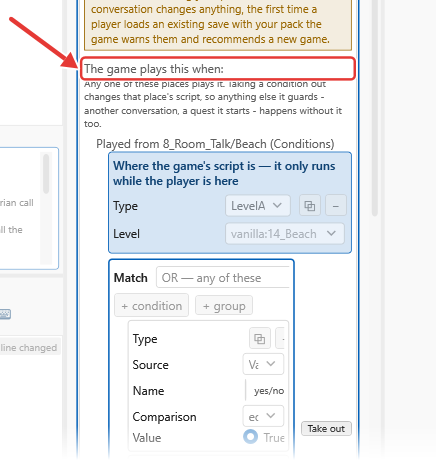 conversation changes anything, the first time a
player loads an existing save with your pack the
game warns them and recommends a new game.
The game plays this when:
Any one of these places plays it. Taking a condition out
changes that place's script, so anything else it guards -
another conversation, a quest it starts - happens without it
too.
Played from 8_Room_Talk/Beach (Conditions)
Where the game's script is — it only runs
while the player is here
rian call
Type LevelA
ll the
Level vanilla:14_Beach
Match OR — any of these
+ condition + group
line changed
Type
Source
Name yes/no
Comparison
Take out
Value True